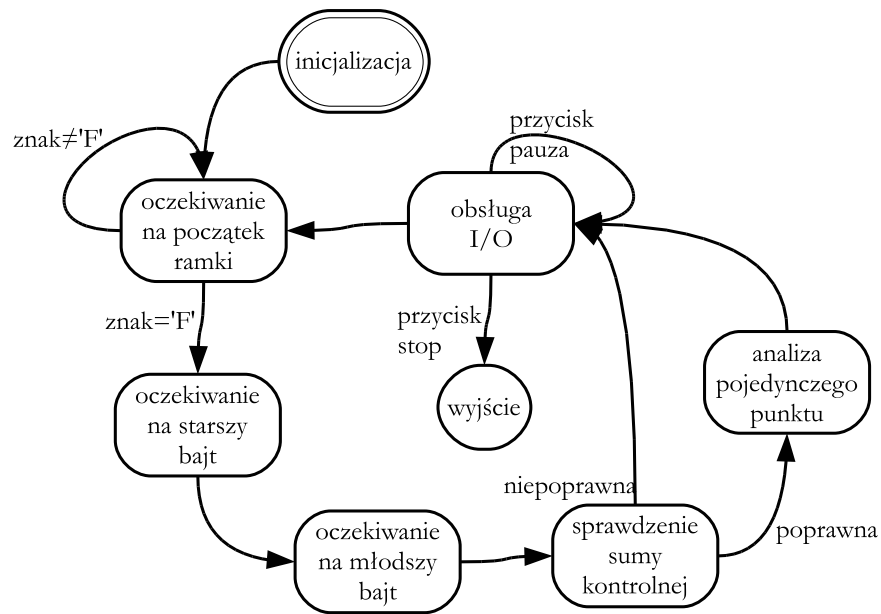 inicjalizacja
znak≠'F'
przycisk
pauza
oczekiwanie
na początek
ramki
obsługa
I/O
znak='F'
przycisk
stop
analiza
pojedynczego
punktu
oczekiwanie
na starszy
bajt
wyjście
niepoprawna
poprawna
oczekiwanie
na młodszy
bajt
sprawdzenie
sumy
kontrolnej